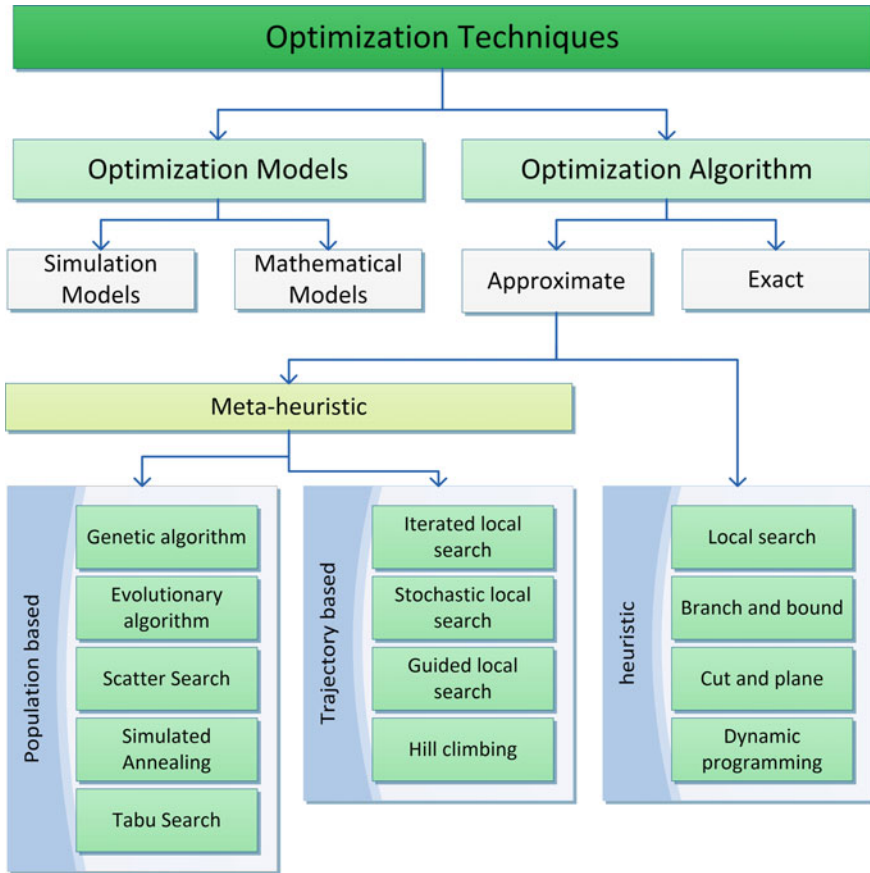 Optimization Techniques
Optimization Models
Optimization Algorithm
Simulation
Models
Mathematical
Models
Approximate
Exact
Meta-heuristic
Population based
Genetic algorithm
Evolutionary
algorithm
Scatter Search
Simulated
Annealing
Tabu Search
Trajectory based
Iterated local
search
Stochastic local
search
Guided local
search
Hill climbing
heuristic
Local search
Branch and bound
Cut and plane
Dynamic
programming